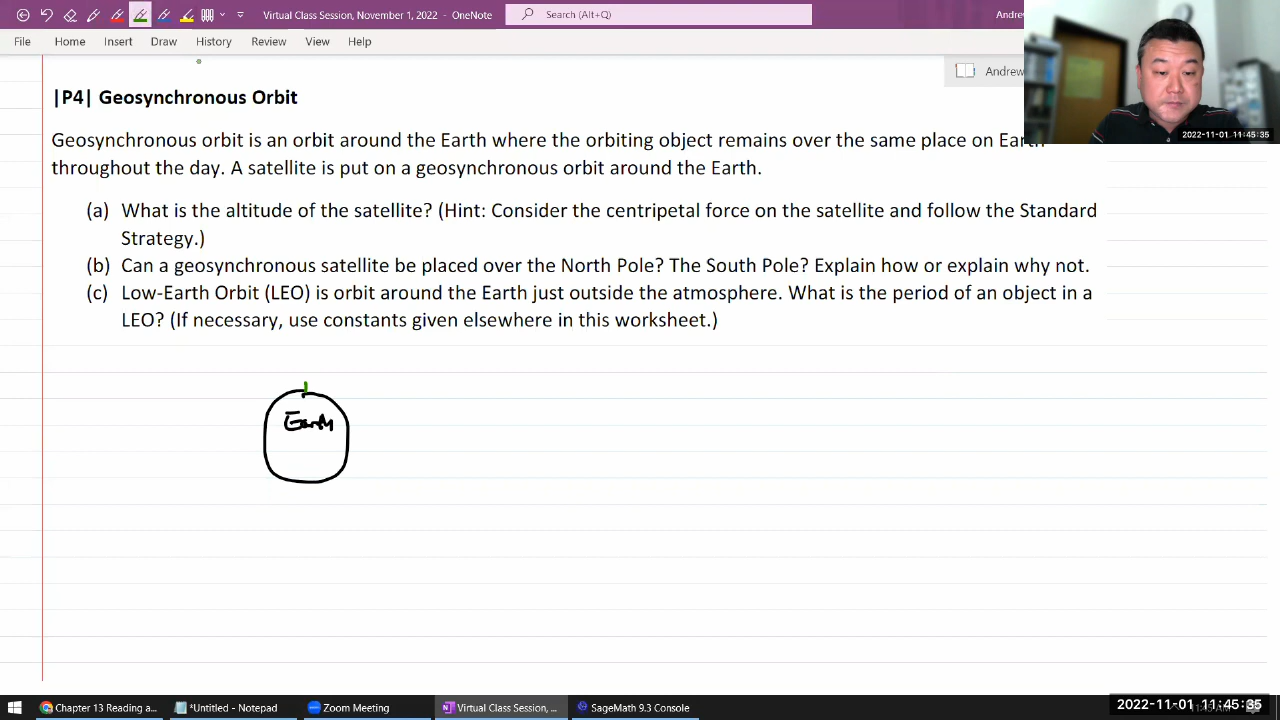 Virtual Class Session, November 1, 2022 - OneNote
Search (Alt+Q)
Andrew
File Home Insert Draw History Review View Help
Andrew
2022-11-01 11:45:35
|P4| Geosynchronous Orbit
Geosynchronous orbit is an orbit around the Earth where the orbiting object remains over the same place on Earth
throughout the day. A satellite is put on a geosynchronous orbit around the Earth.
(a) What is the altitude of the satellite? (Hint: Consider the centripetal force on the satellite and follow the Standard
Strategy.)
(b) Can a geosynchronous satellite be placed over the North Pole? The South Pole? Explain how or explain why not.
(c) Low-Earth Orbit (LEO) is orbit around the Earth just outside the atmosphere. What is the period of an object in a
LEO? (If necessary, use constants given elsewhere in this worksheet.)
Earth
Chapter 13 Reading a... *Untitled - Notepad Zoom Meeting Virtual Class Session, ... SageMath 9.3 Console
2022-11-01 11:45:35